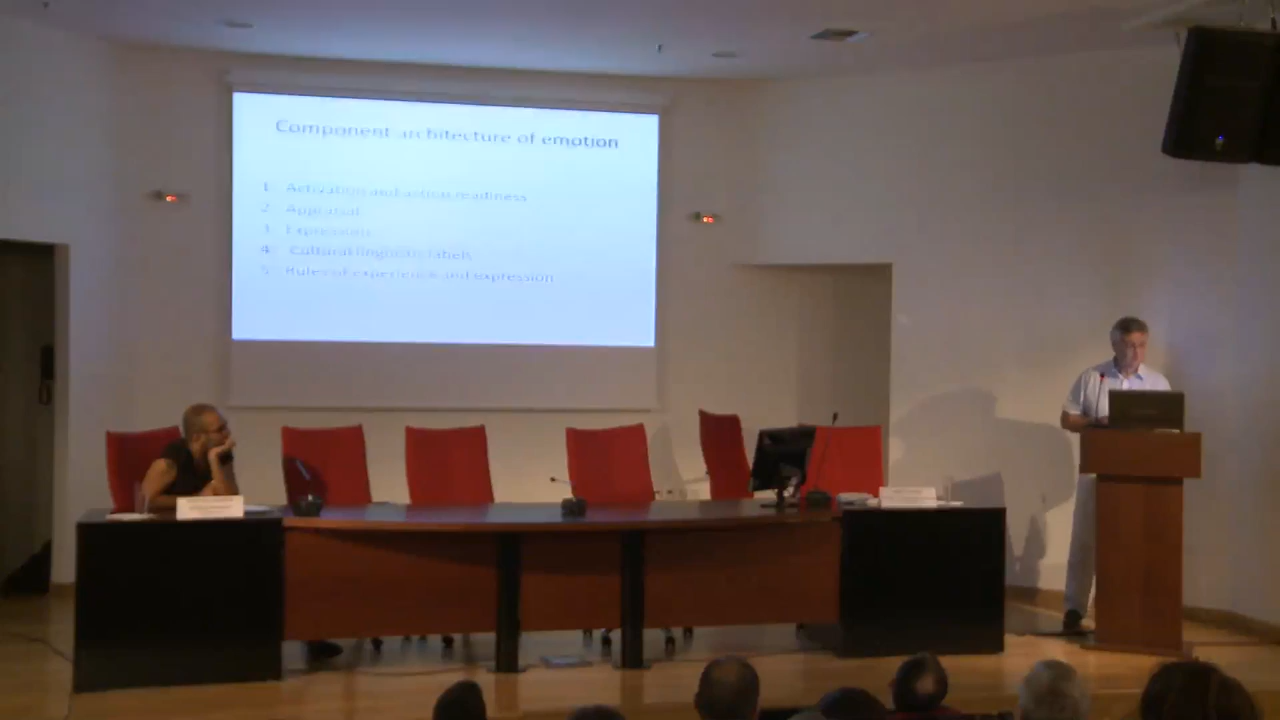 Component architecture of emotion
1. Activation and action readiness
2. Appraisal
3. Expression
4. Cultural linguistic labels
5. Rules of experience and expression